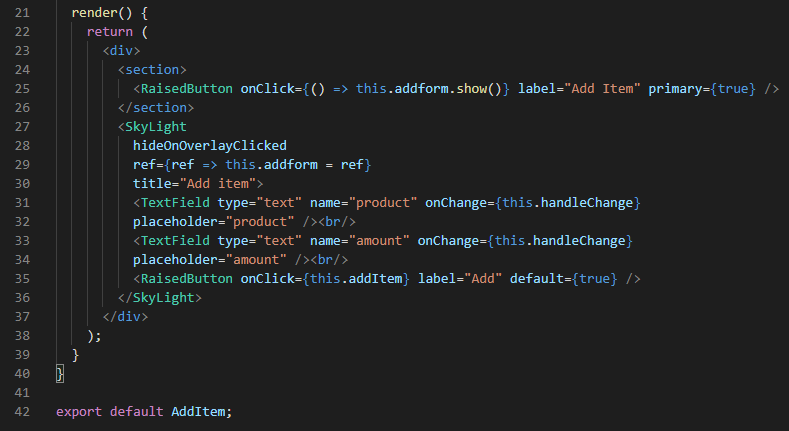 21 render() {
22 return (
23 <div>
24 <section>
25 <RaisedButton onClick={() => this.addform.show()} label="Add Item" primary={true} />
26 </section>
27 <SkyLight
28 hideOnOverlayClicked
29 ref={ref => this.addform = ref}
30 title="Add item">
31 <TextField type="text" name="product" onChange={this.handleChange}
32 placeholder="product" /><br/>
33 <TextField type="text" name="amount" onChange={this.handleChange}
34 placeholder="amount" /><br/>
35 <RaisedButton onClick={this.addItem} label="Add" default={true} />
36 </SkyLight>
37 </div>
38 );
39 }
40 }
41
42 export default AddItem;